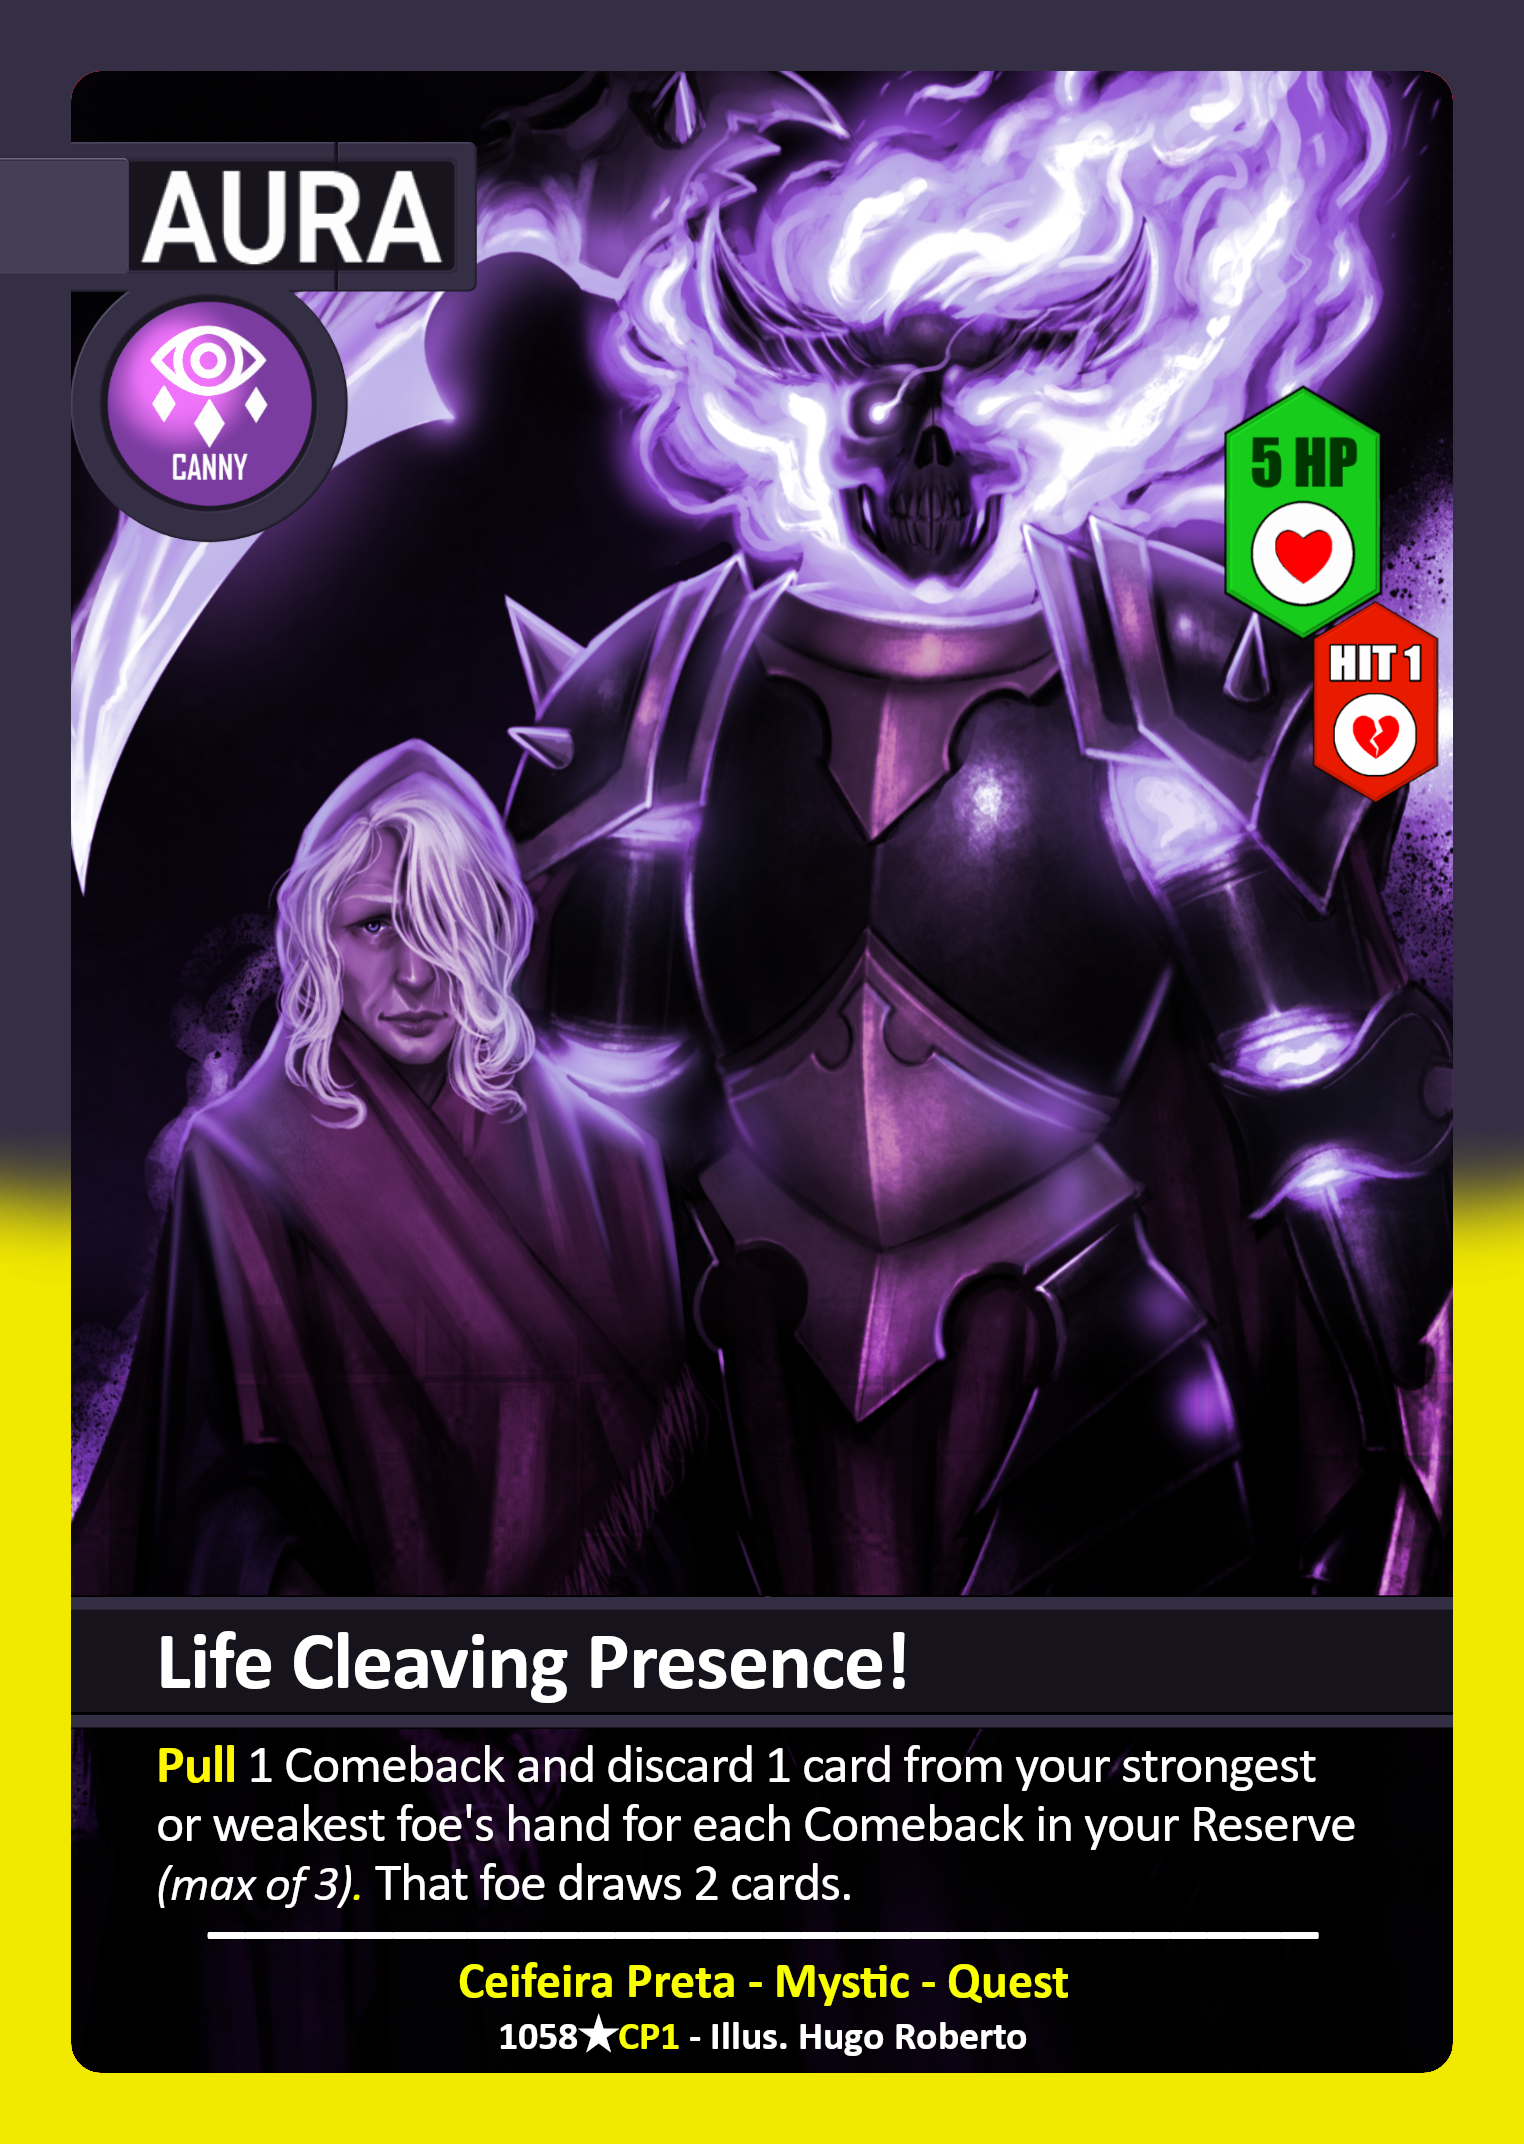 AURA
CANNY
5 HP
HIT 1
Life Cleaving Presence!
Pull 1 Comeback and discard 1 card from your strongest
or weakest foe's hand for each Comeback in your Reserve
(max of 3). That foe draws 2 cards.
Ceifeira Preta - Mystic - Quest
1058★CP1 - Illus. Hugo Roberto